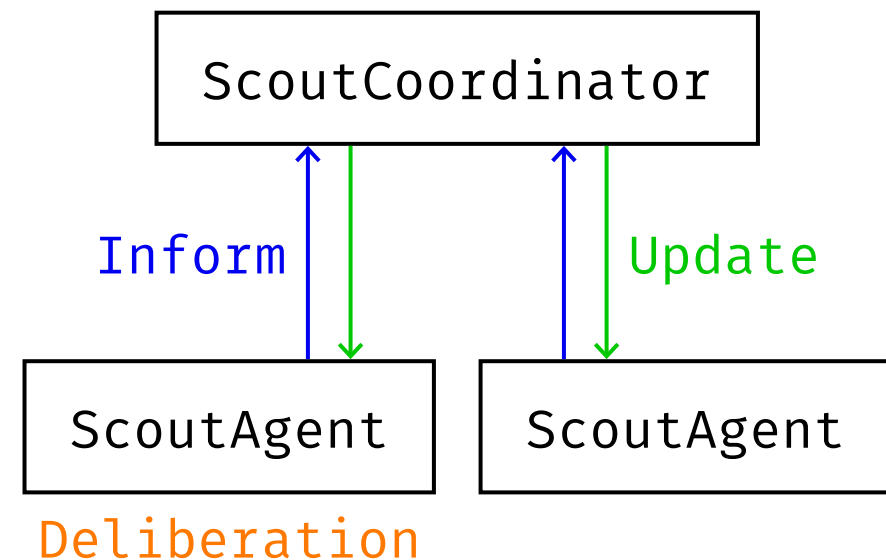 ScoutCoordinator
Inform
Update
ScoutAgent
ScoutAgent
Deliberation